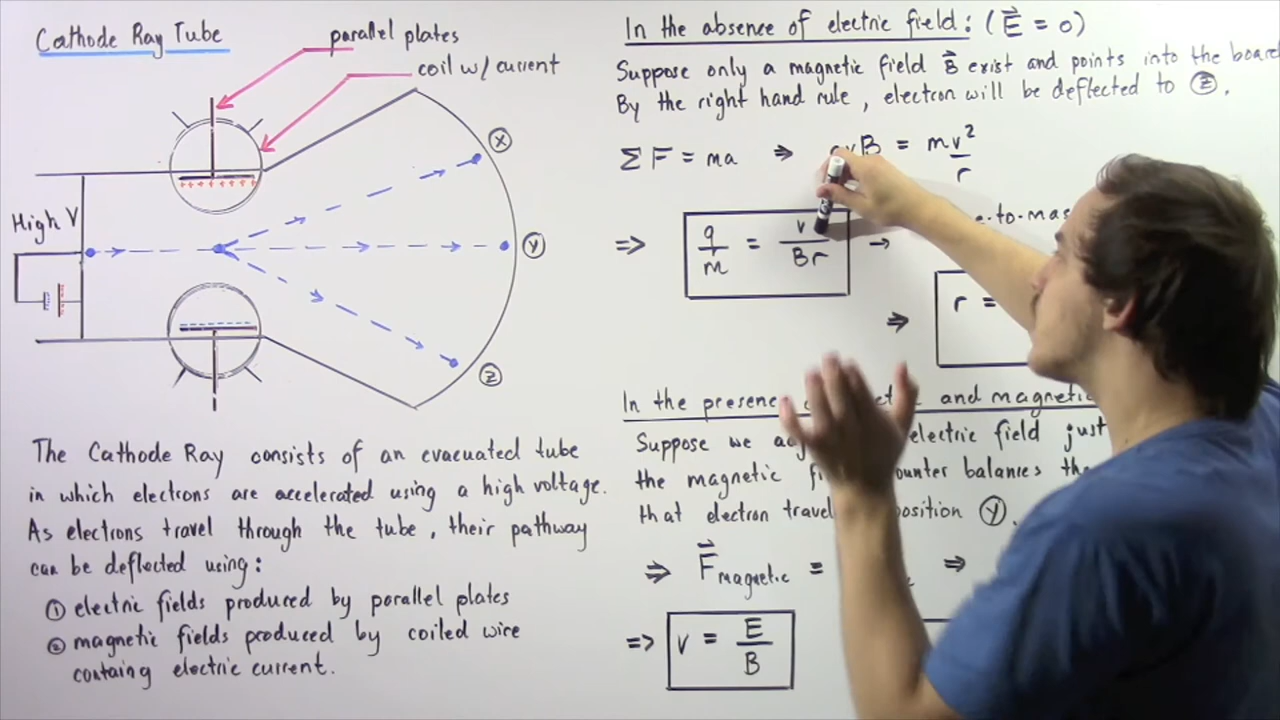 Cathode Ray Tube
parallel plates
coil w/ current
High V
X
Y
Z
The Cathode Ray consists of an evacuated tube
in which electrons are accelerated using a high voltage.
As electrons travel through the tube, their pathway
can be deflected using:
① electric fields produced by parallel plates
② magnetic fields produced by coiled wire
containg electric current.
In the absence of electric field: (E⃗ = 0)
Suppose only a magnetic field B⃗ exist and points into the board
By the right hand rule, electron will be deflected to Ⓩ.
ΣF = ma ⇒ qvB = mv²/r
⇒ q/m = v/Br →
⇒ r =
In the presence and magnetic
Suppose we electric field just
the magnetic counter balances
that electron position Ⓨ.
⇒ F⃗magnetic = ⇒
⇒ v = E/B